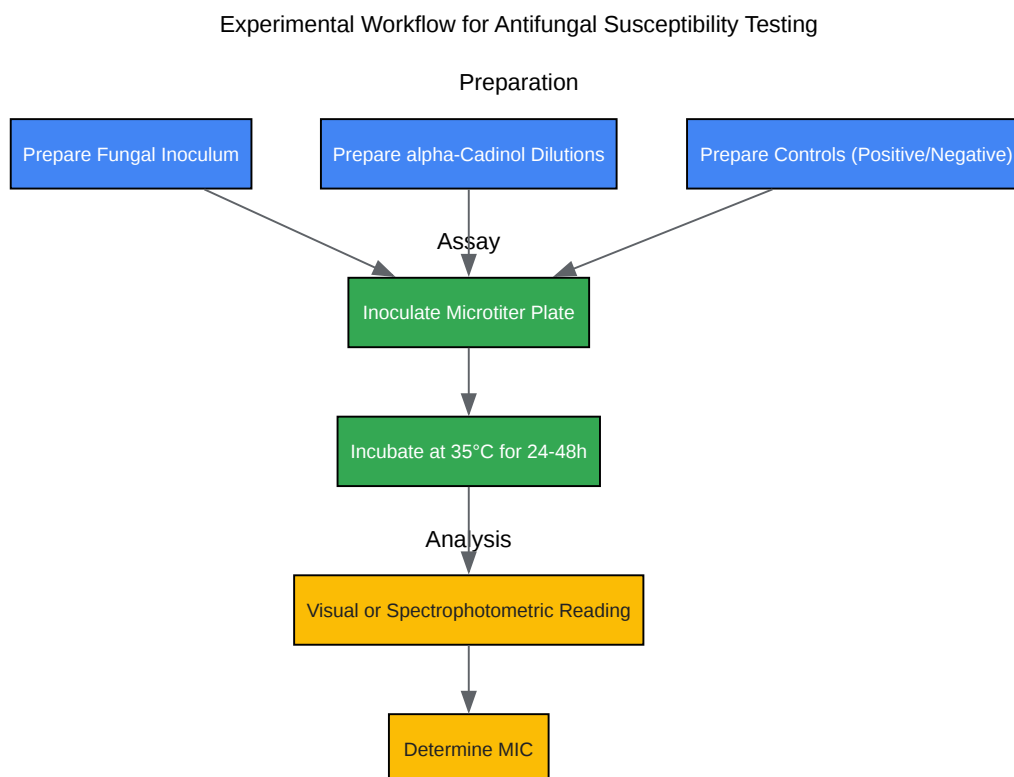 Experimental Workflow for Antifungal Susceptibility Testing
Preparation
Prepare Fungal Inoculum
Prepare alpha-Cadinol Dilutions
Prepare Controls (Positive/Negative)
Assay
Inoculate Microtiter Plate
Incubate at 35°C for 24-48h
Analysis
Visual or Spectrophotometric Reading
Determine MIC